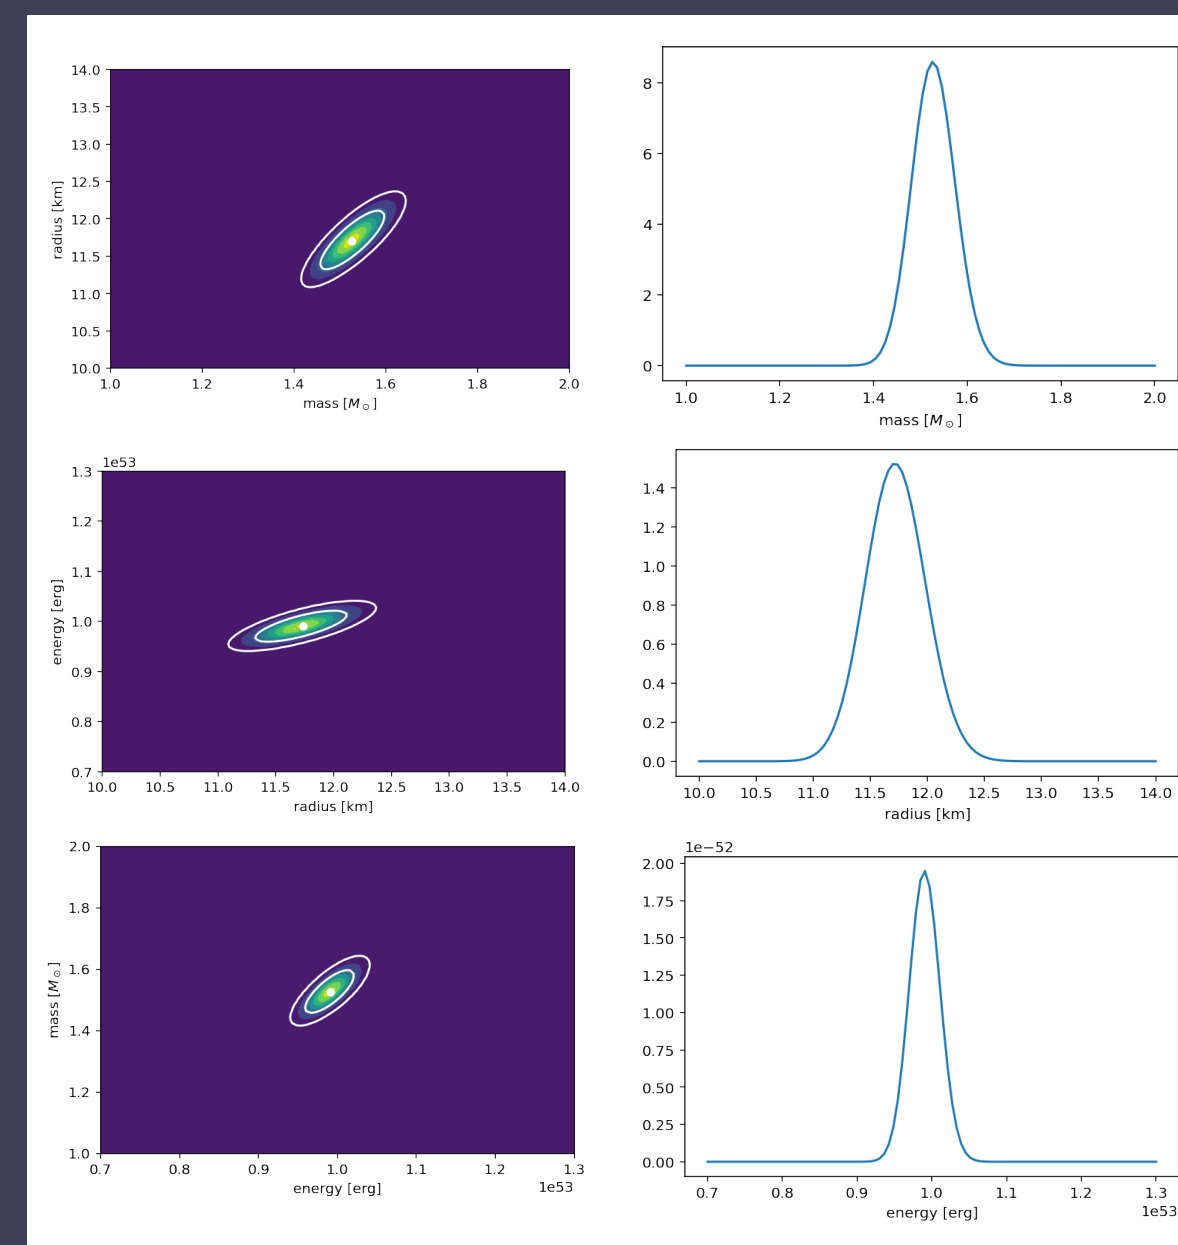 14.0
13.5
13.0
12.5
12.0
11.5
11.0
10.5
10.0
radius [km]
1.0 1.2 1.4 1.6 1.8 2.0
mass [M⊙]
8
6
4
2
0
1.0 1.2 1.4 1.6 1.8 2.0
mass [M⊙]
1e53
1.3
1.2
1.1
1.0
0.9
0.8
0.7
energy [erg]
10.0 10.5 11.0 11.5 12.0 12.5 13.0 13.5 14.0
radius [km]
1.4
1.2
1.0
0.8
0.6
0.4
0.2
0.0
10.0 10.5 11.0 11.5 12.0 12.5 13.0 13.5 14.0
radius [km]
2.0
1.8
1.6
1.4
1.2
1.0
mass [M⊙]
0.7 0.8 0.9 1.0 1.1 1.2 1.3
energy [erg]
1e53
1e−52
2.00
1.75
1.50
1.25
1.00
0.75
0.50
0.25
0.00
0.7 0.8 0.9 1.0 1.1 1.2 1.3
energy [erg]
1e53